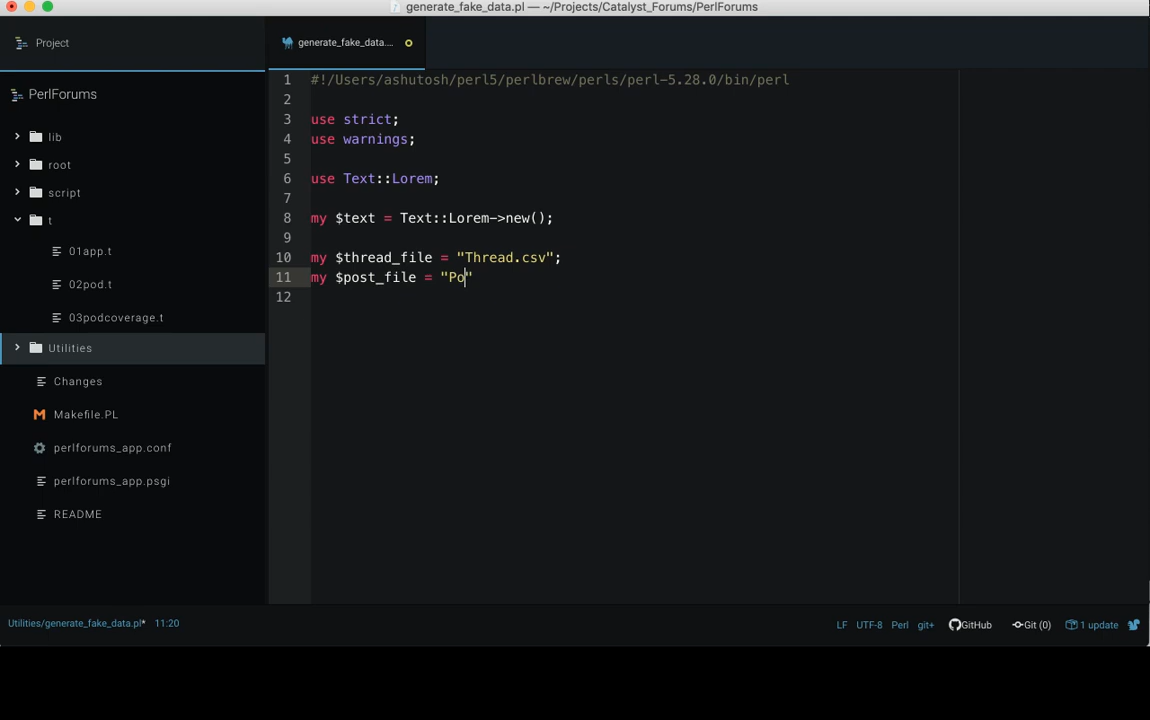 generate_fake_data.pl — ~/Projects/Catalyst_Forums/PerlForums
Project
generate_fake_data....
PerlForums
lib
root
script
t
01app.t
02pod.t
03podcoverage.t
Utilities
Changes
Makefile.PL
perlforums_app.conf
perlforums_app.psgi
README
1 #!/Users/ashutosh/perl5/perlbrew/perls/perl-5.28.0/bin/perl
2
3 use strict;
4 use warnings;
5
6 use Text::Lorem;
7
8 my $text = Text::Lorem->new();
9
10 my $thread_file = "Thread.csv";
11 my $post_file = "Po"
12
Utilities/generate_fake_data.pl* 11:20
LF UTF-8 Perl git+ GitHub Git (0) 1 update